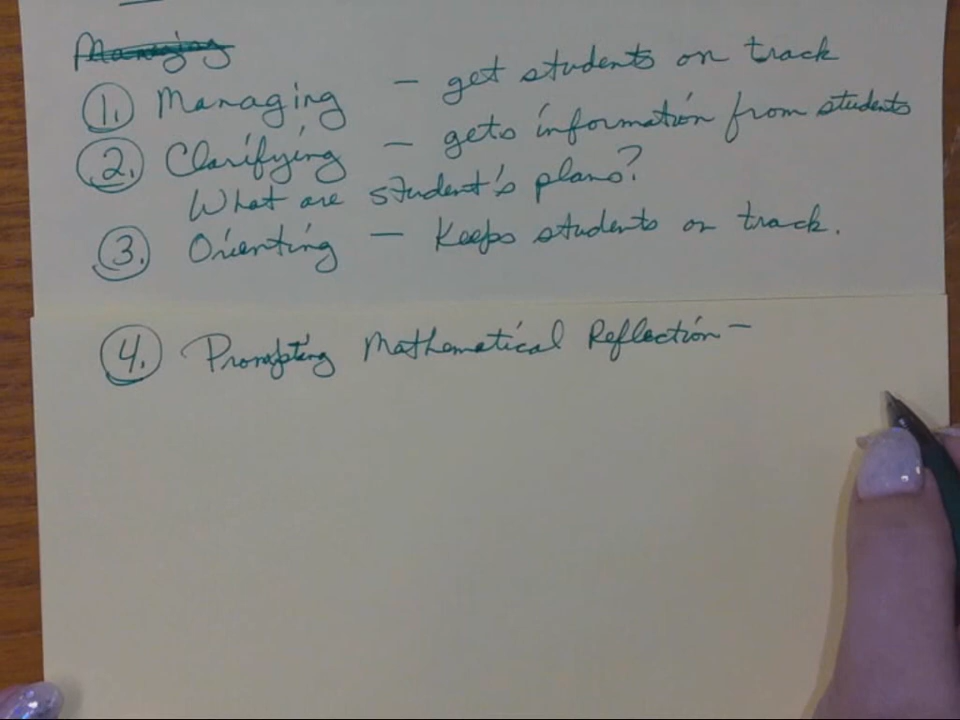 Managing
1. Managing – get students on track
2. Clarifying – gets information from students
What are student's plans?
3. Orienting – Keeps students on track.
4. Prompting Mathematical Reflection –